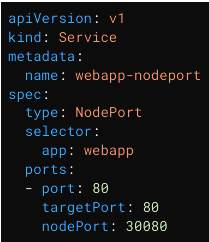 apiVersion: v1
kind: Service
metadata:
  name: webapp-nodeport
spec:
  type: NodePort
  selector:
    app: webapp
  ports:
  - port: 80
    targetPort: 80
    nodePort: 30080